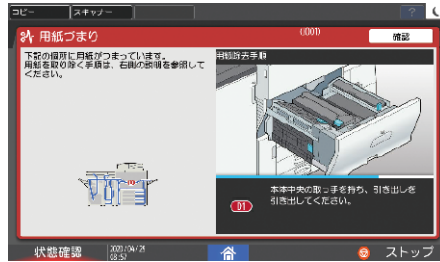 コピー
スキャナー
?
用紙づまり
(J001)
確認
下記の個所に用紙がつまっています。
用紙を取り除く手順は、右側の説明を参照して
ください。
用紙除去手順
D1
D1
本体中央の取っ手を持ち、引き出しを
引き出してください。
状態確認
2020/04/21
08:57
ストップ